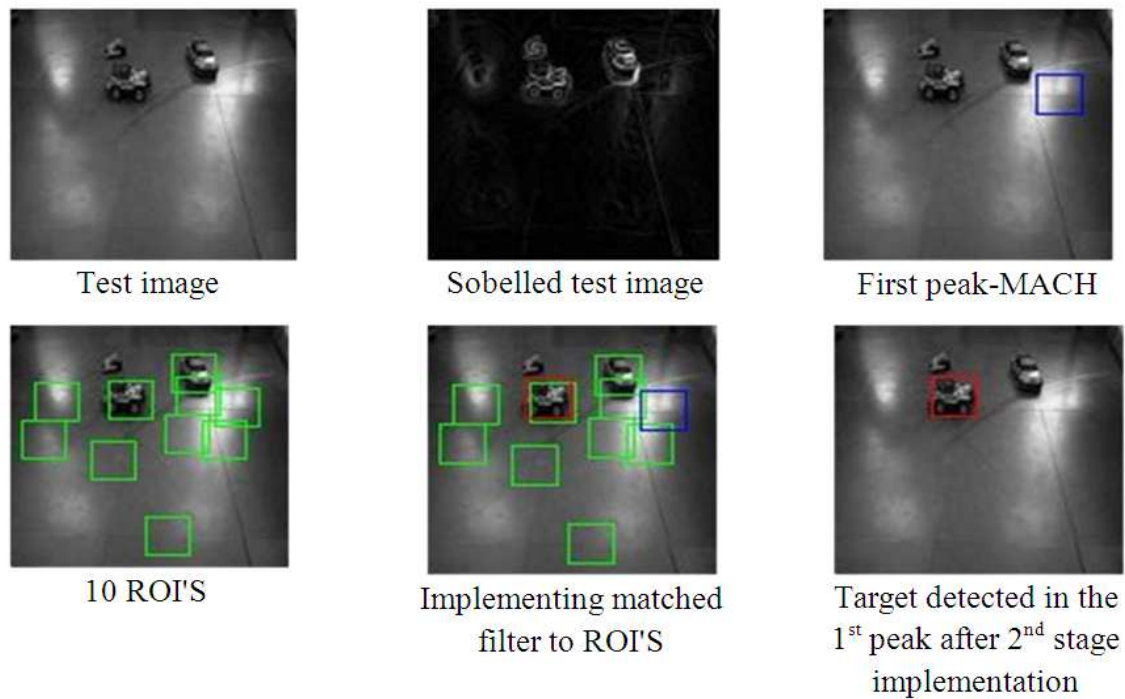 Test image
Sobelled test image
First peak-MACH
10 ROI'S
Implementing matched
filter to ROI'S
Target detected in the
1st peak after 2nd stage
implementation